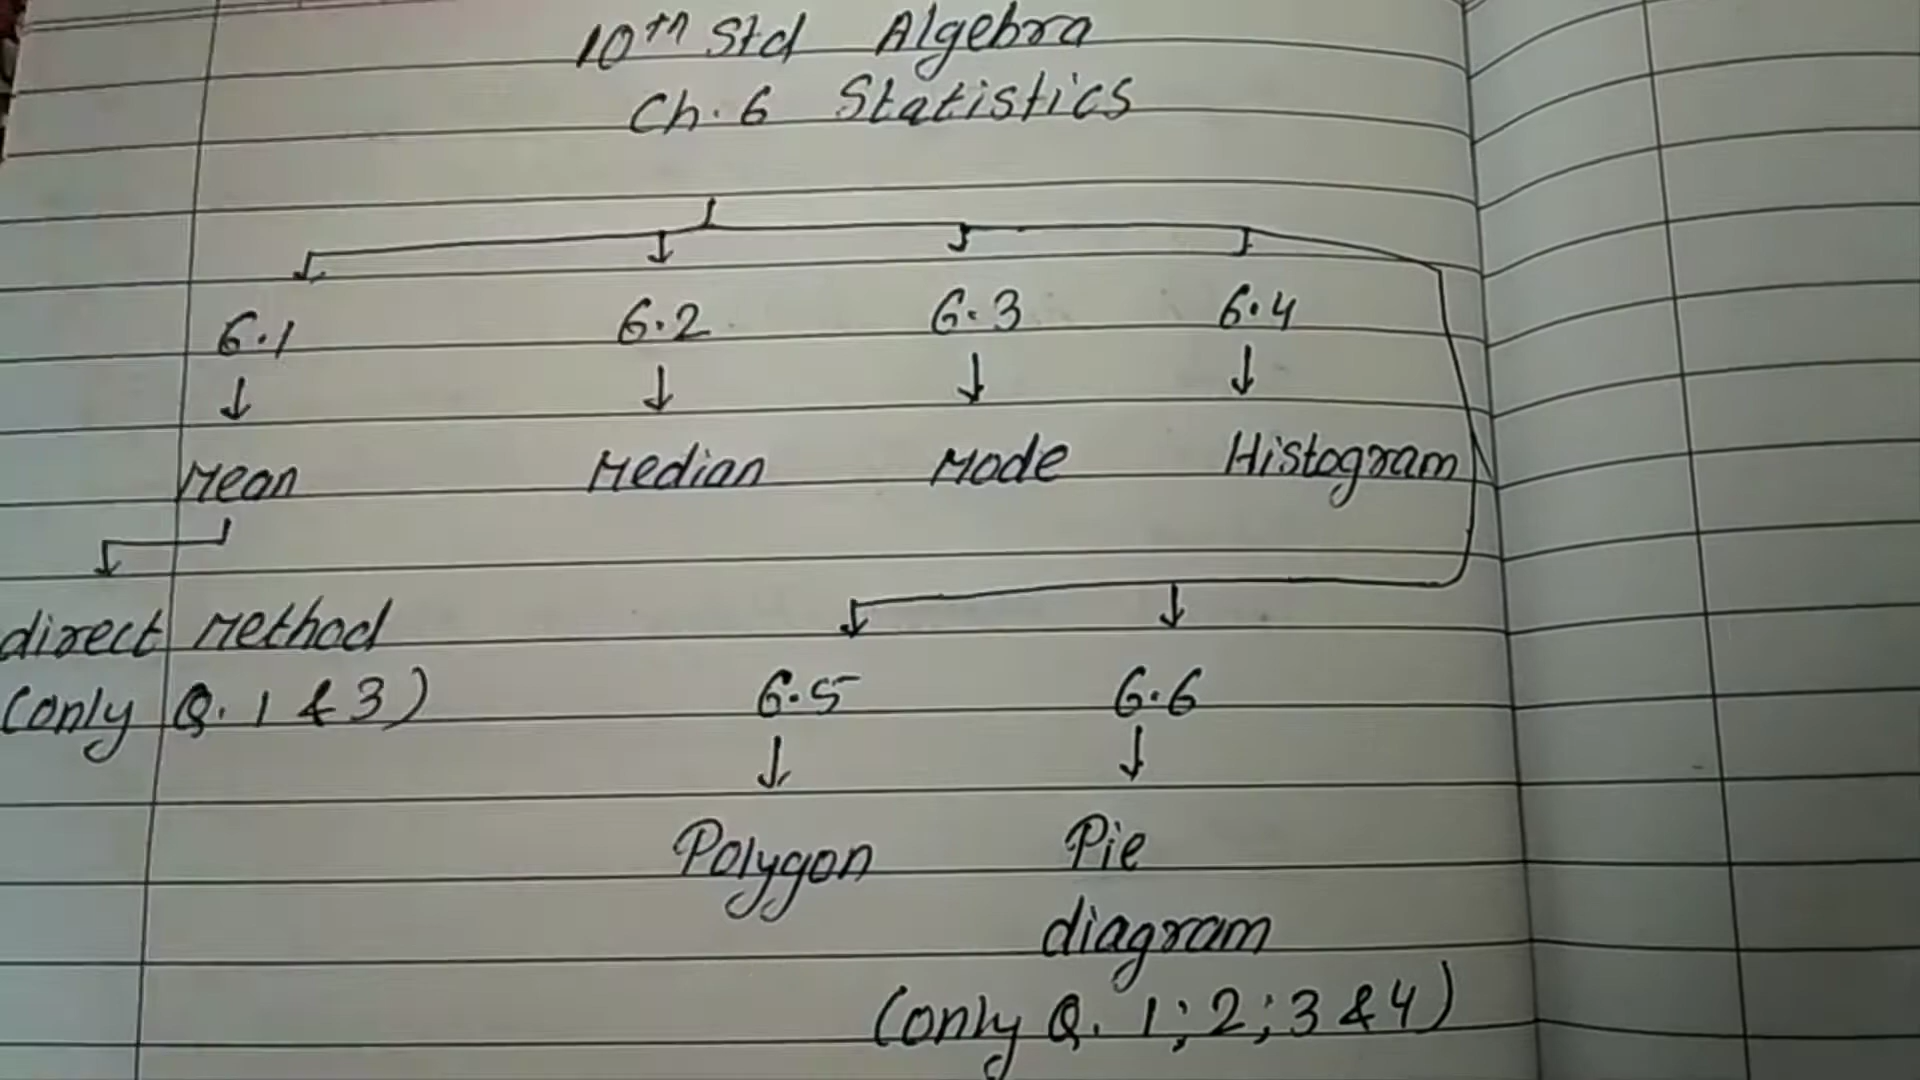 10th Std Algebra
Ch. 6 Statistics
6.1 6.2 6.3 6.4
Mean Median Mode Histogram
direct Method
(only Q. 1 & 3)
6.5 6.6
Polygon Pie
diagram
(only Q. 1; 2; 3 & 4)